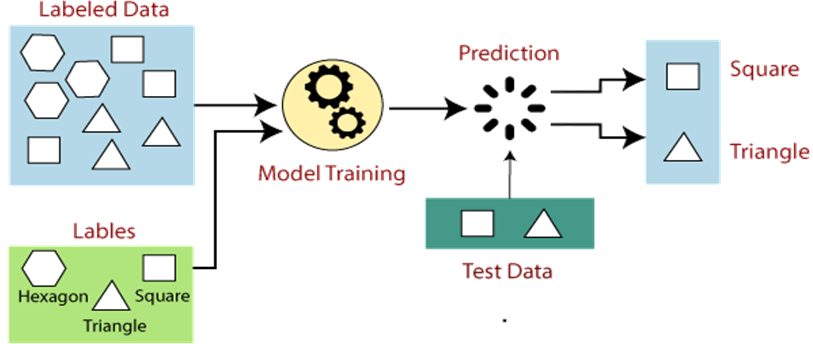 Labeled Data
Prediction
Square
Model Training
Triangle
Lables
Hexagon
Square
Triangle
Test Data